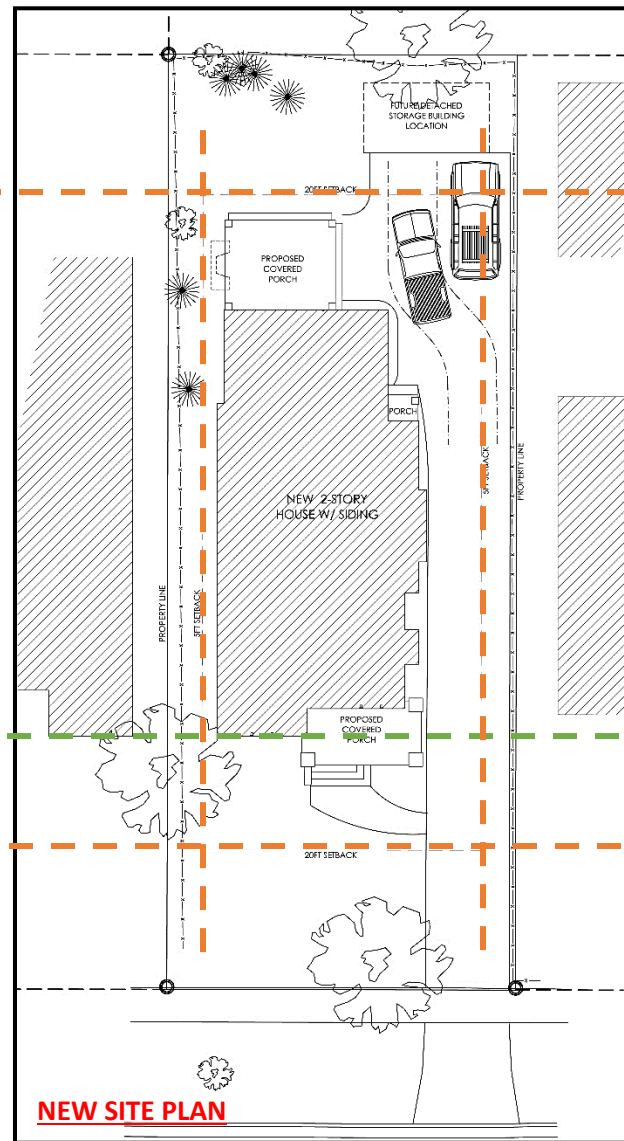 FUTURE DETACHED
STORAGE BUILDING
LOCATION
20FT SETBACK
PROPOSED
COVERED
PORCH
PORCH
5FT SETBACK
PROPERTY LINE
NEW 2-STORY
HOUSE W/ SIDING
PROPERTY LINE
5FT SETBACK
PROPOSED
COVERED
PORCH
20FT SETBACK
NEW SITE PLAN